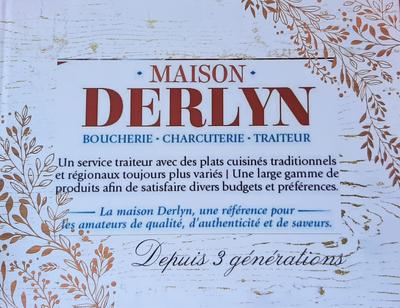 · MAISON ·
DERLYN
BOUCHERIE · CHARCUTERIE · TRAITEUR
Un service traiteur avec des plats cuisinés traditionnels
et régionaux toujours plus variés | Une large gamme de
produits afin de satisfaire divers budgets et préférences.
La maison Derlyn, une référence pour
les amateurs de qualité, d'authenticité et de saveurs.
Depuis 3 générations